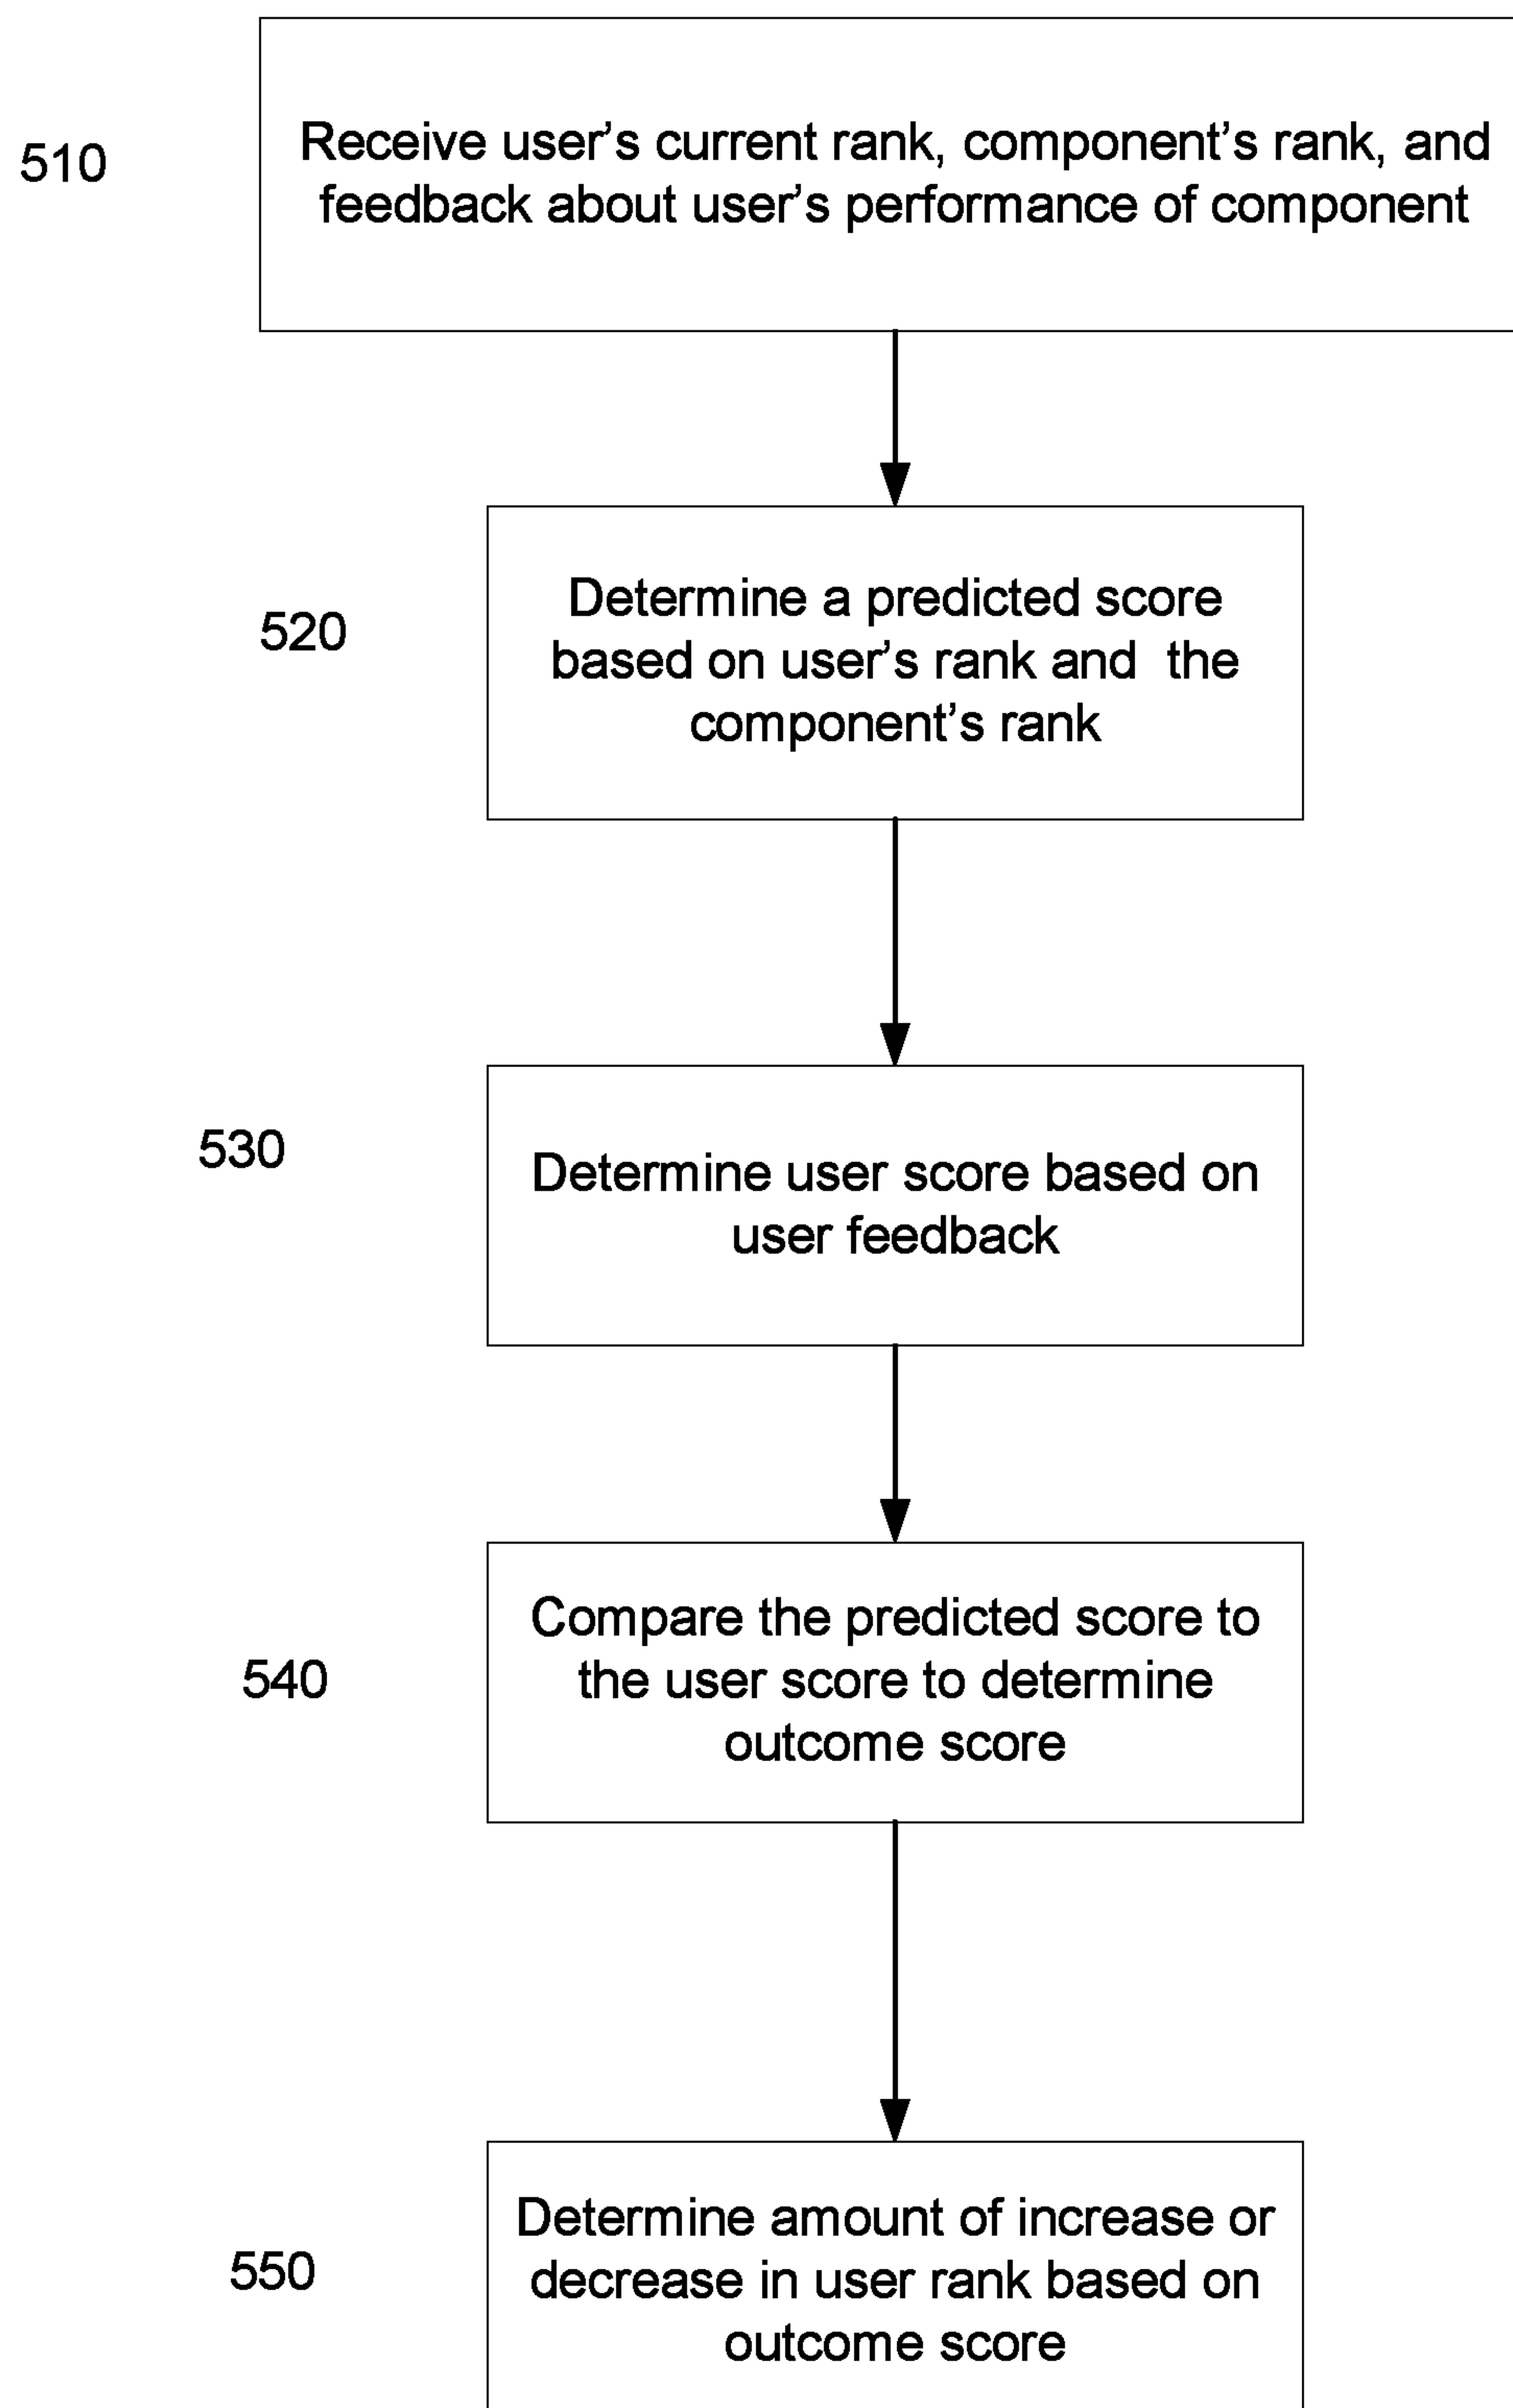 510
Receive user’s current rank, component’s rank, and
feedback about user’s performance of component
520
Determine a predicted score
based on user’s rank and  the
component’s rank
530
Determine user score based on
user feedback
540
Compare the predicted score to
the user score to determine
outcome score
550
Determine amount of increase or
decrease in user rank based on
outcome score